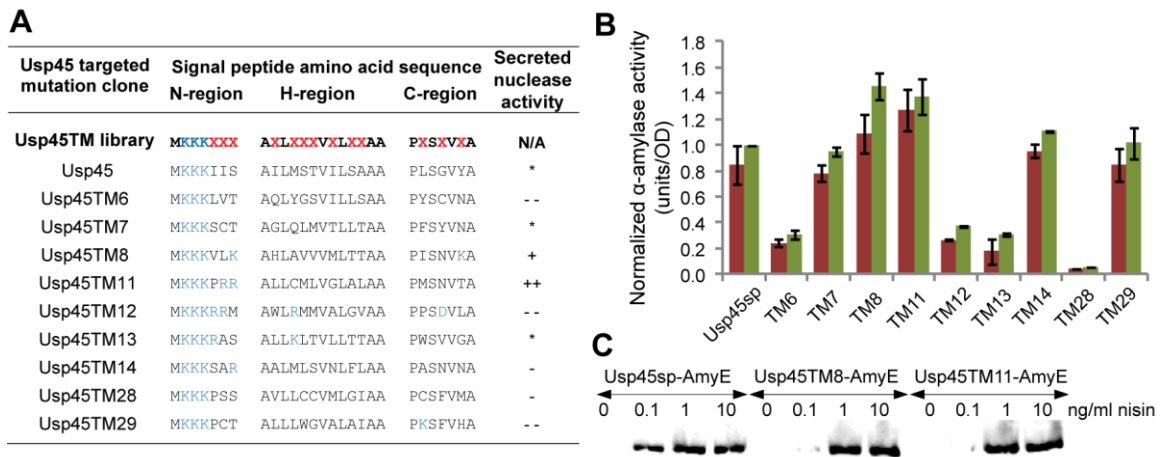 A
Usp45 targeted mutation clone Signal peptide amino acid sequence Secreted nuclease activity
N-region H-region C-region
Usp45TM library MKKKXXX AXLXXXVXLXXAA PXSXVXA N/A
Usp45 MKKKIIS AILMSTVILSAAA PLSGVYA *
Usp45TM6 MKKKLVT AQLYGSVILLSAA PYSCVNA --
Usp45TM7 MKKKSCT AGLQLMVTLLTAA PFSYVNA *
Usp45TM8 MKKKVLK AHLAVVVMLTTAA PISNVKA +
Usp45TM11 MKKKPRR ALLCMLVGLALAA PMSNVTA ++
Usp45TM12 MKKKRRM AWLRMMVALGVAA PPSDVLA --
Usp45TM13 MKKKRAS AHLKLTVLLTTAA PWSVVGA *
Usp45TM14 MKKKSAR AALMLSVNLFLAA PASNVNA -
Usp45TM28 MKKKPSS AVLLCCVMLGIAA PCSFVMA -
Usp45TM29 MKKKPCT ALLLWGVALAIAA PKSFVHA --
B
Normalized α-amylase activity
(units/OD)
1.8
1.6
1.4
1.2
1.0
0.8
0.6
0.4
0.2
0.0
Usp45sp TM6 TM7 TM8 TM11 TM12 TM13 TM14 TM28 TM29
C
Usp45sp-AmyE Usp45TM8-AmyE Usp45TM11-AmyE
0 0.1 1 10 0 0.1 1 10 0 0.1 1 10 ng/ml nisin